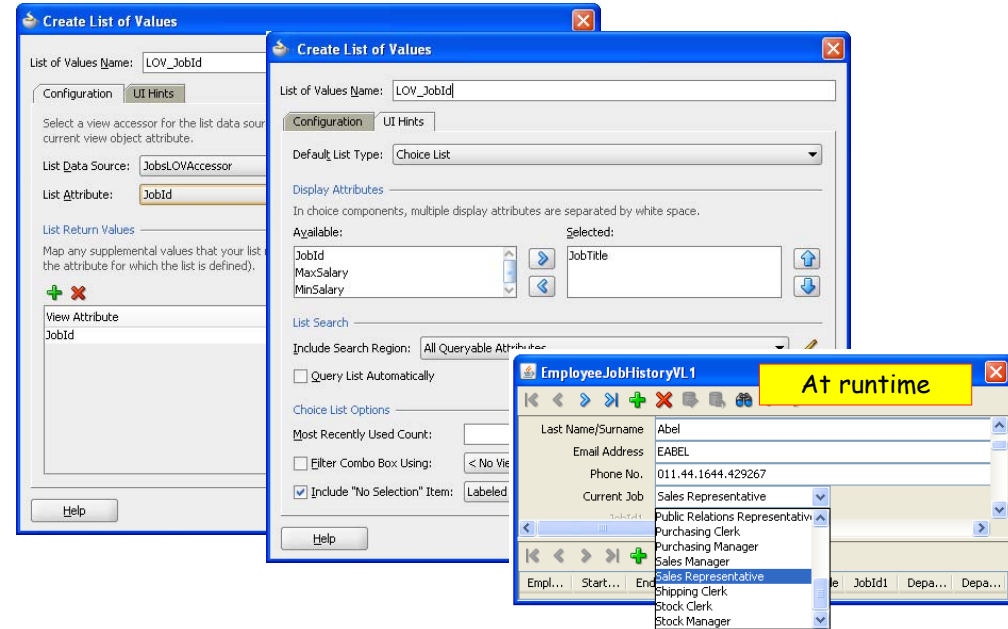 Create List of Values
List of Values Name: LOV_JobId
Configuration UI Hints
Select a view accessor for the list data
current view object attribute.
List Data Source: JobsLOVAccessor
List Attribute: JobId
List Return Values
Map any supplemental values that your list
the attribute for which the list is defined).
View Attribute
JobId
Help
Create List of Values
List of Values Name: LOV_JobId
Configuration UI Hints
Default List Type: Choice List
Display Attributes
In choice components, multiple display attributes are separated by white space.
Available: Selected:
JobId JobTitle
MaxSalary
MinSalary
List Search
Include Search Region: All Queryable Attributes
Query List Automatically
Choice List Options
Most Recently Used Count:
Filter Combo Box Using: < No
Include "No Selection" Item: Labeled
Help
EmployeeJobHistoryVL1
At runtime
Last Name/Surname Abel
Email Address EABEL
Phone No. 011.44.1644.429267
Current Job Sales Representative
JobId1
Public Relations Representative
Purchasing Clerk
Purchasing Manager
Sales Manager
Sales Representative
Shipping Clerk
Stock Clerk
Stock Manager
Empl... Start... JobId1 Depa... Depa...